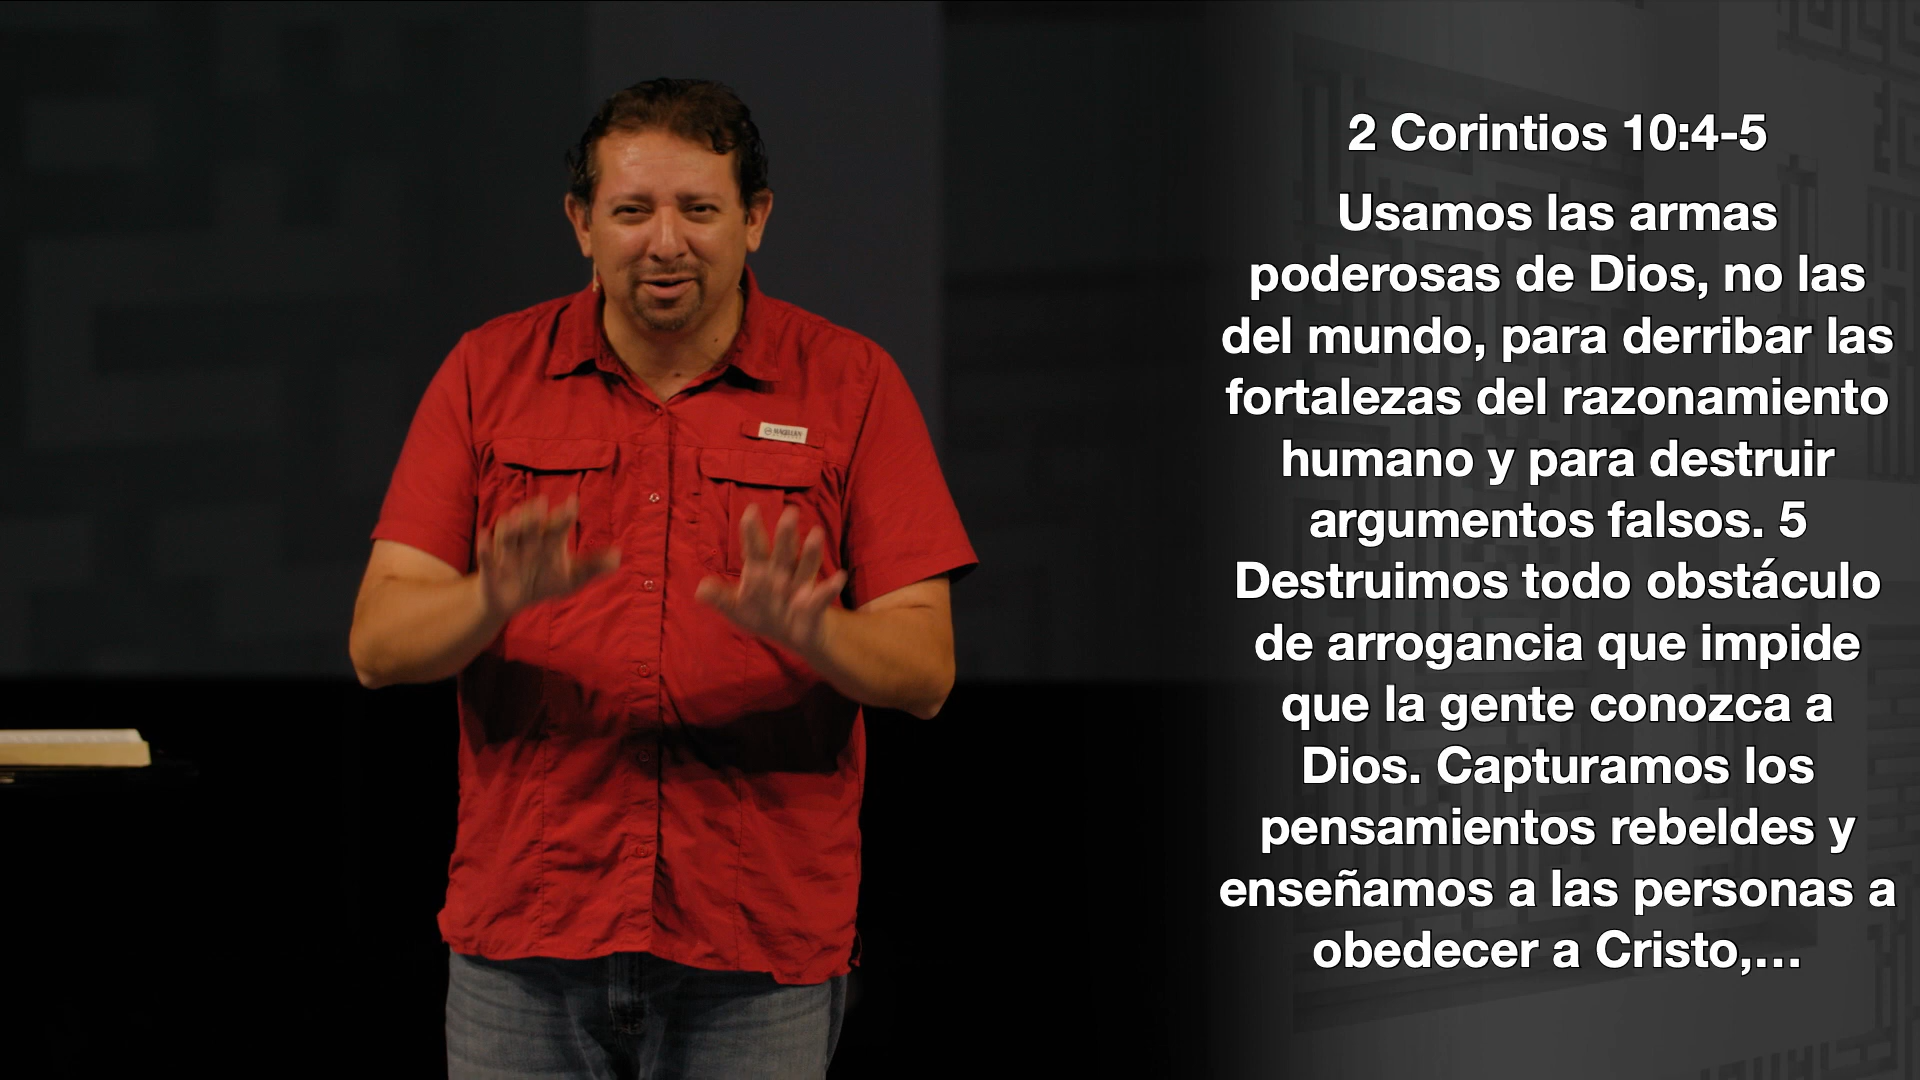 2 Corintios 10:4-5
Usamos las armas
poderosas de Dios, no las
del mundo, para derribar las
fortalezas del razonamiento
humano y para destruir
argumentos falsos. 5
Destruimos todo obstáculo
de arrogancia que impide
que la gente conozca a
Dios. Capturamos los
pensamientos rebeldes y
enseñamos a las personas a
obedecer a Cristo,...
MAGELLAN